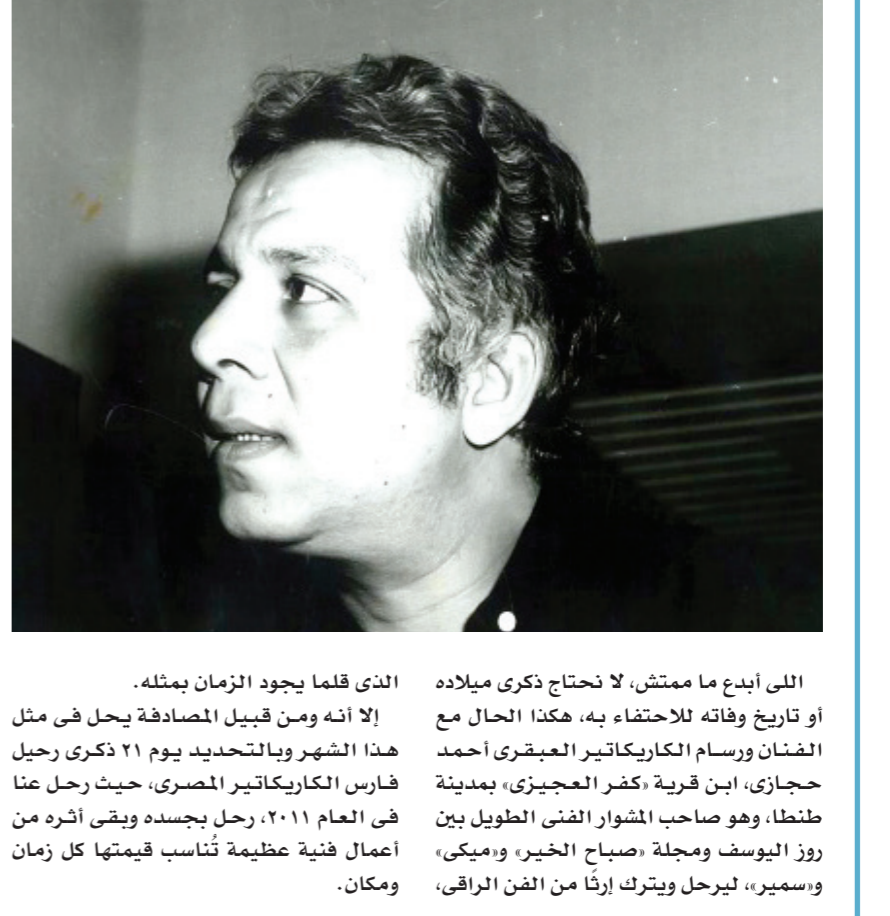 اللى أبدع ما ممتش، لا نحتاج ذكرى ميلاده
أو تاريخ وفاته للاحتفاء به، هكذا الحال مع
الفنان ورسام الكاريكاتير العبقرى أحمد
حجازى، ابن قرية «كفر العجيزى» بمدينة
طنطا، وهو صاحب المشوار الفنى الطويل بين
روز اليوسف ومجلة «صباح الخير» و«ميكى»
و«سمير»، ليرحل ويترك إرثًا من الفن الراقى،
الذى قلما يجود الزمان بمثله.
إلا أنه ومن قبيل المصادفة يحل فى مثل
هذا الشهر وبالتحديد يوم ٢١ ذكرى رحيل
فارس الكاريكاتير المصرى، حيث رحل عنا
فى العام ٢٠١١، رحل بجسده وبقى أثره من
أعمال فنية عظيمة تُناسب قيمتها كل زمان
ومكان.